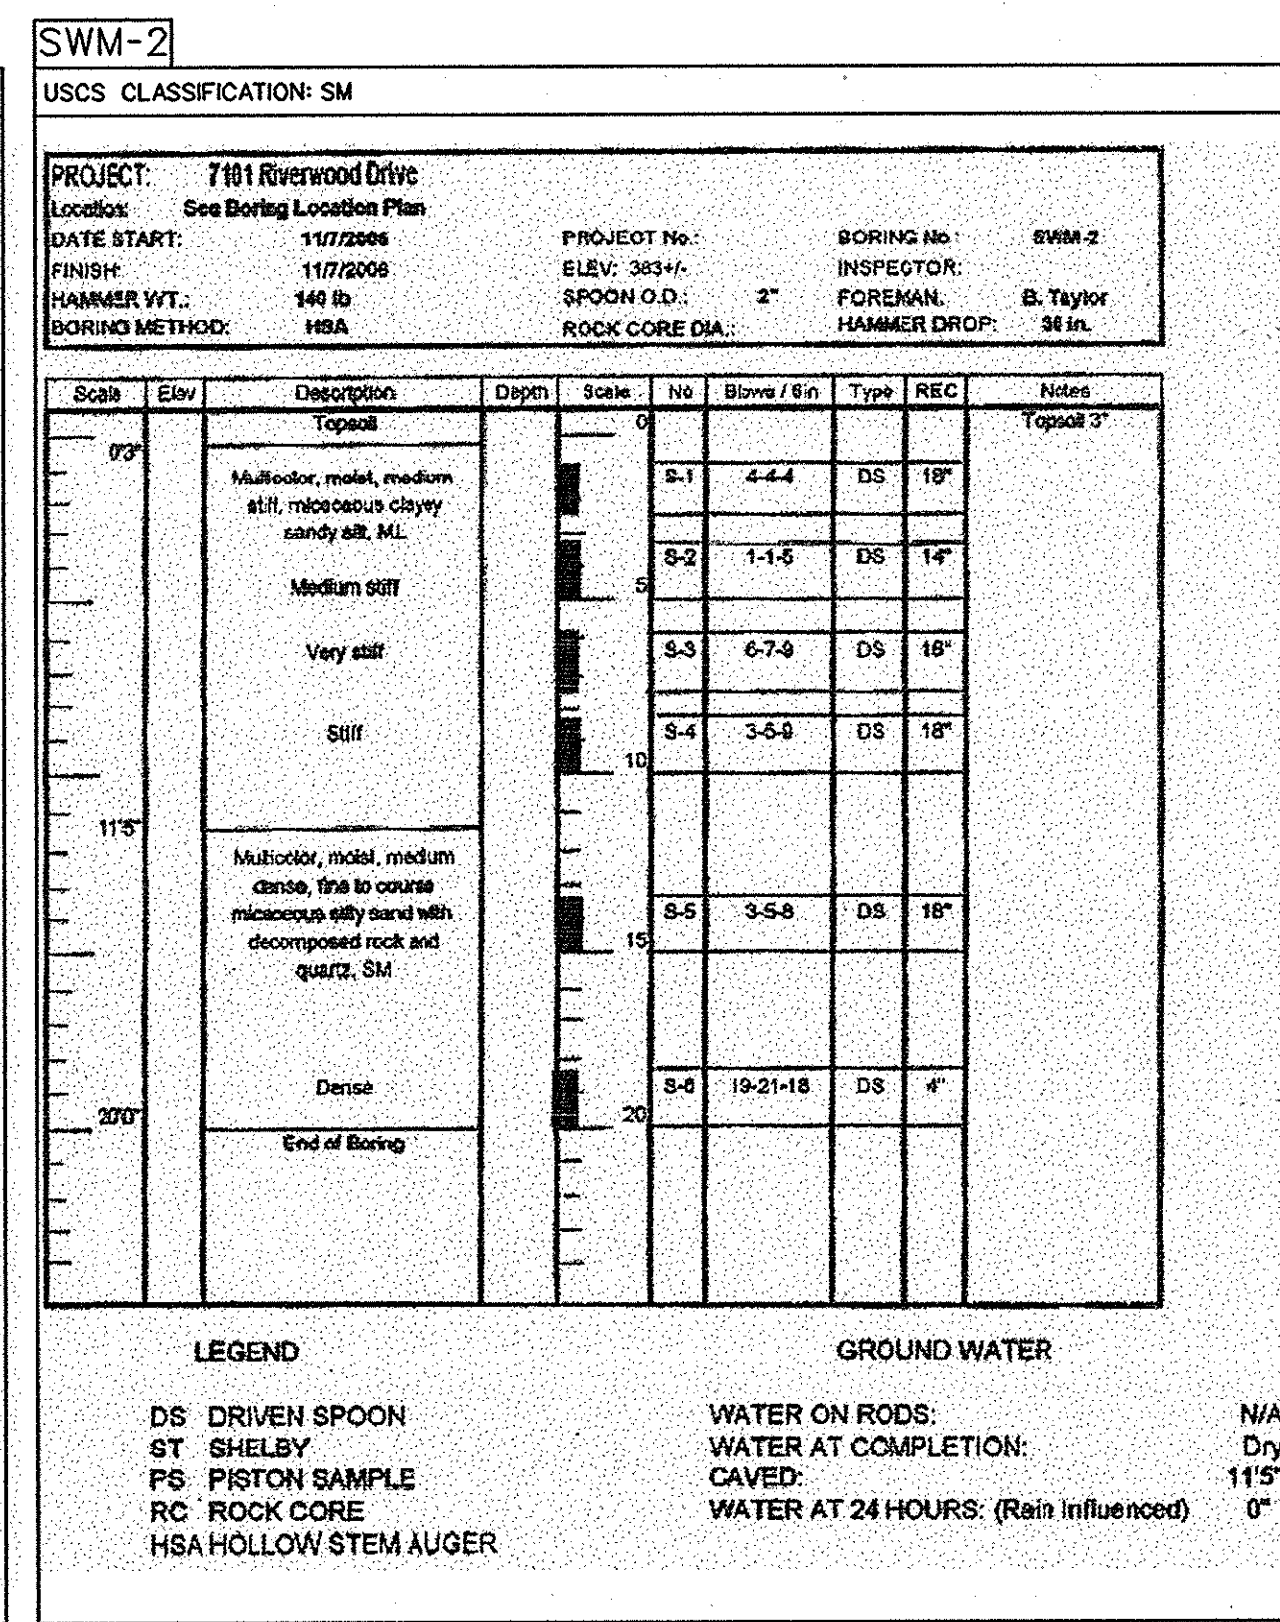 SWM-2
USCS CLASSIFICATION: SM
PROJECT: 7101 Riverwood Drive
Location: See Boring Location Plan
DATE START: 11/7/2006 PROJECT No.: BORING No: SWM-2
FINISH: 11/7/2006 ELEV: 383+/- INSPECTOR:
HAMMER WT.: 140 lb SPOON O.D.: 2" FOREMAN. B. Taylor
BORING METHOD: HSA ROCK CORE DIA.: HAMMER DROP: 30 in.
Scale Elev Description Depth Scale No Blows / 6in Type REC Notes
Topsoil 0 Topsoil 3"
0'3"
Multicolor, moist, medium S-1 4-4-4 DS 18"
stiff, micaceous clayey
sandy silt, ML
S-2 1-1-5 DS 14"
Medium stiff 5
Very stiff S-3 6-7-9 DS
Stiff S-4 3-5-9 DS 18"
10
11'5"
Multicolor, moist, medium
dense, fine to course
micaceous silty sand with S-5 3-5-8 DS 18"
decomposed rock and 15
quartz, SM
Dense S-6 19-21-18 DS 4"
20'0" 20
End of Boring
LEGEND GROUND WATER
DS DRIVEN SPOON WATER ON RODS: N/A
ST SHELBY WATER AT COMPLETION: Dry
PS PISTON SAMPLE CAVED: 11'5"
RC ROCK CORE WATER AT 24 HOURS: (Rain Influenced) 0"
HSA HOLLOW STEM AUGER